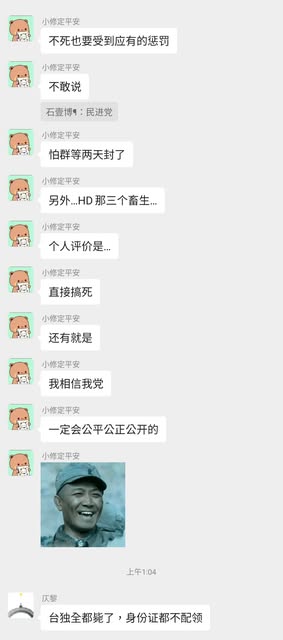 小修定平安
不死也要受到应有的惩罚
小修定平安
不敢说
石壹博¶：民进党
小修定平安
怕群等两天封了
小修定平安
另外...HD 那三个畜生...
小修定平安
个人评价是...
小修定平安
直接搞死
小修定平安
还有就是
小修定平安
我相信我党
小修定平安
一定会公平公正公开的
小修定平安
上午1:04
仄黎
台独全都毙了，身份证都不配领